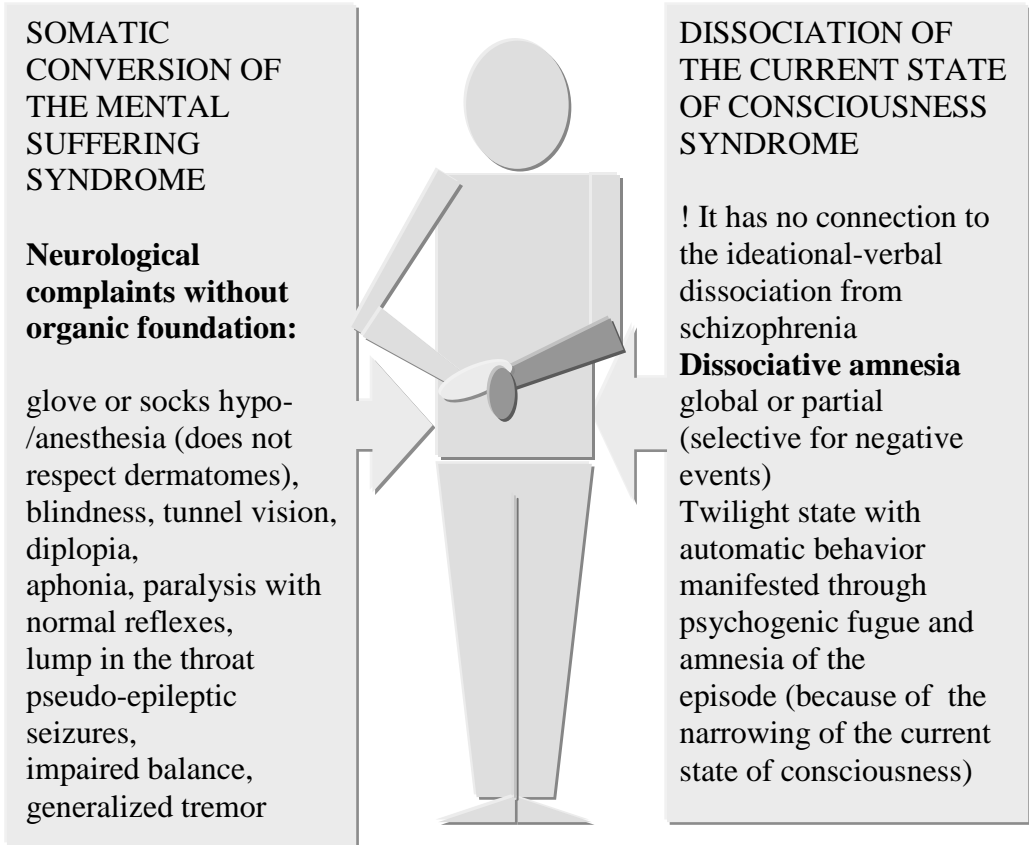 SOMATIC
CONVERSION OF
THE MENTAL
SUFFERING
SYNDROME
Neurological
complaints without
organic foundation:
glove or socks hypo-
/anesthesia (does not
respect dermatomes),
blindness, tunnel vision,
diplopia,
aphonia, paralysis with
normal reflexes,
lump in the throat
pseudo-epileptic
seizures,
impaired balance,
generalized tremor
DISSOCIATION OF
THE CURRENT STATE
OF CONSCIOUSNESS
SYNDROME
! It has no connection to
the ideational-verbal
dissociation from
schizophrenia
Dissociative amnesia
global or partial
(selective for negative
events)
Twilight state with
automatic behavior
manifested through
psychogenic fugue and
amnesia of the
episode (because of the
narrowing of the current
state of consciousness)